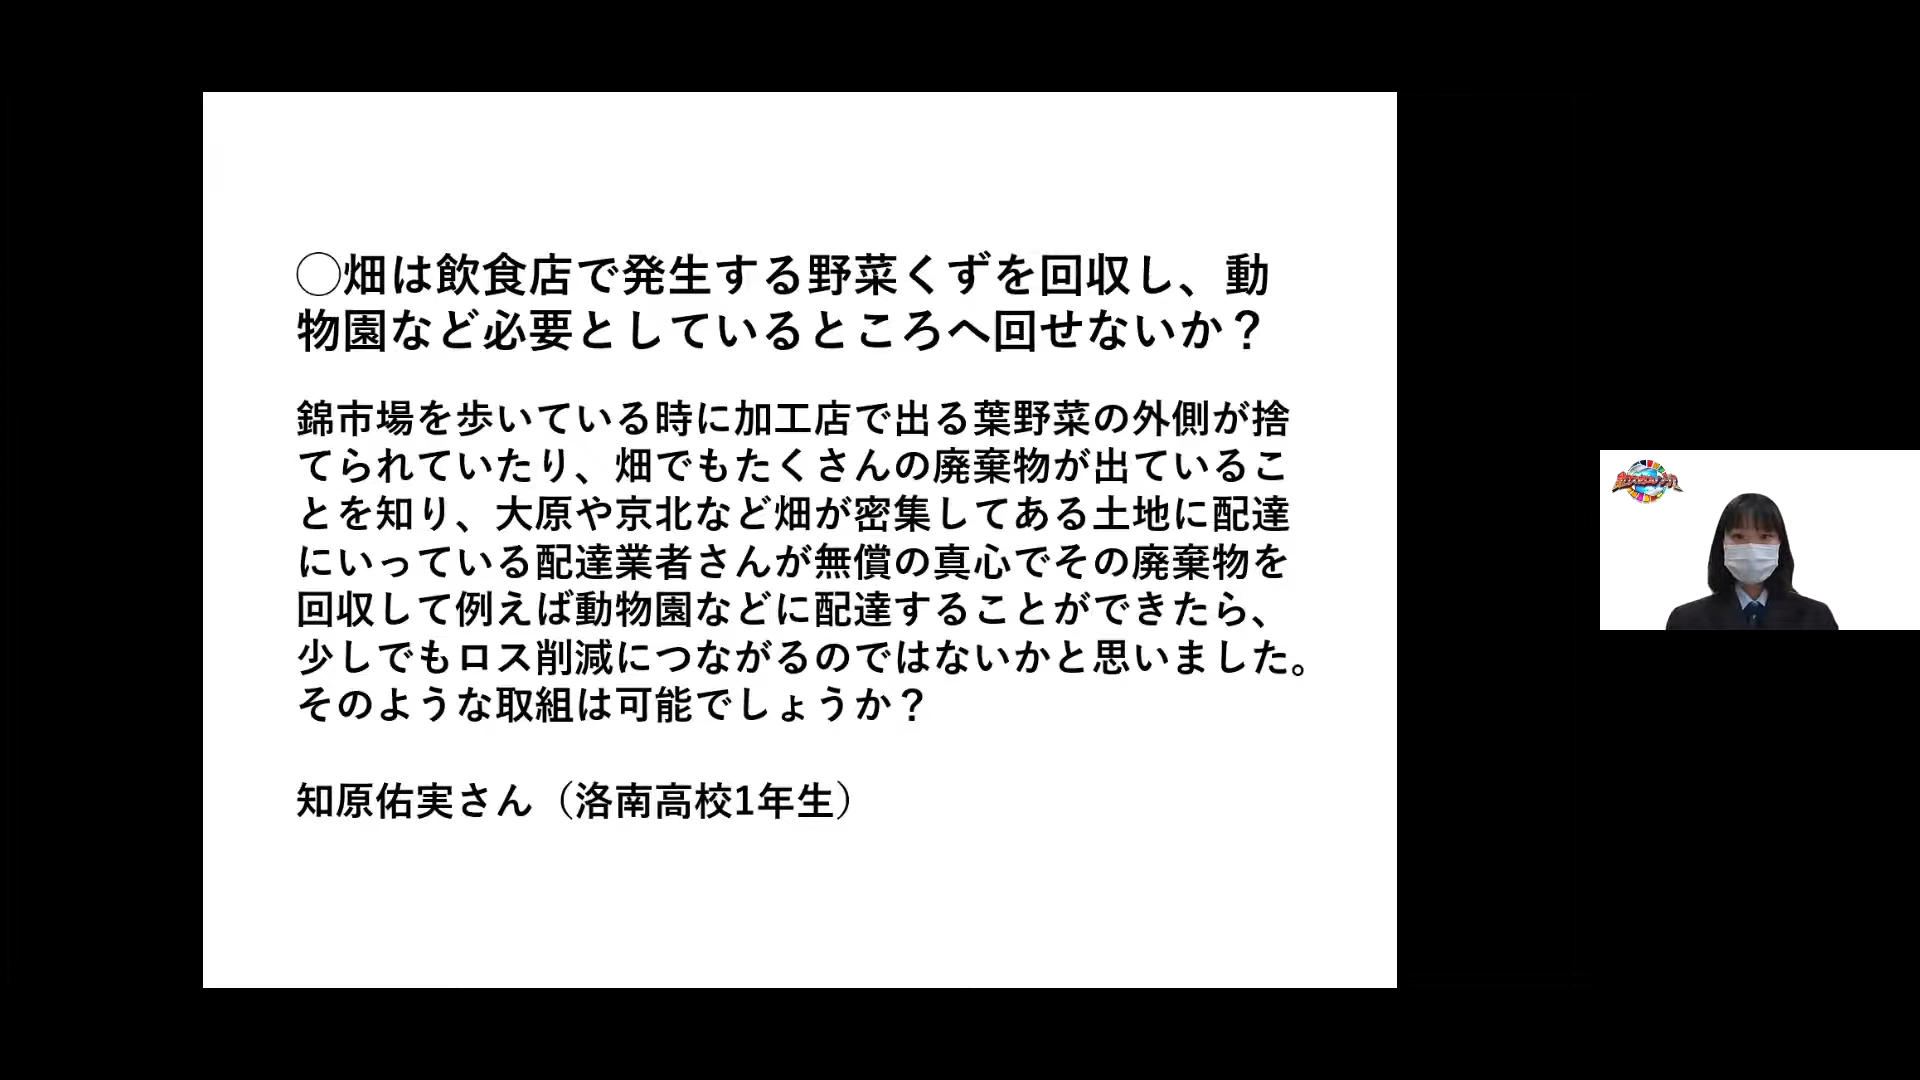 ◯畑は飲食店で発生する野菜くずを回収し、動
物園など必要としているところへ回せないか？
錦市場を歩いている時に加工店で出る葉野菜の外側が捨
てられていたり、畑でもたくさんの廃棄物が出ているこ
とを知り、大原や京北など畑が密集してある土地に配達
にいっている配達業者さんが無償の真心でその廃棄物を
回収して例えば動物園などに配達することができたら、
少しでもロス削減につながるのではないかと思いました。
そのような取組は可能でしょうか？
知原佑実さん（洛南高校1年生）